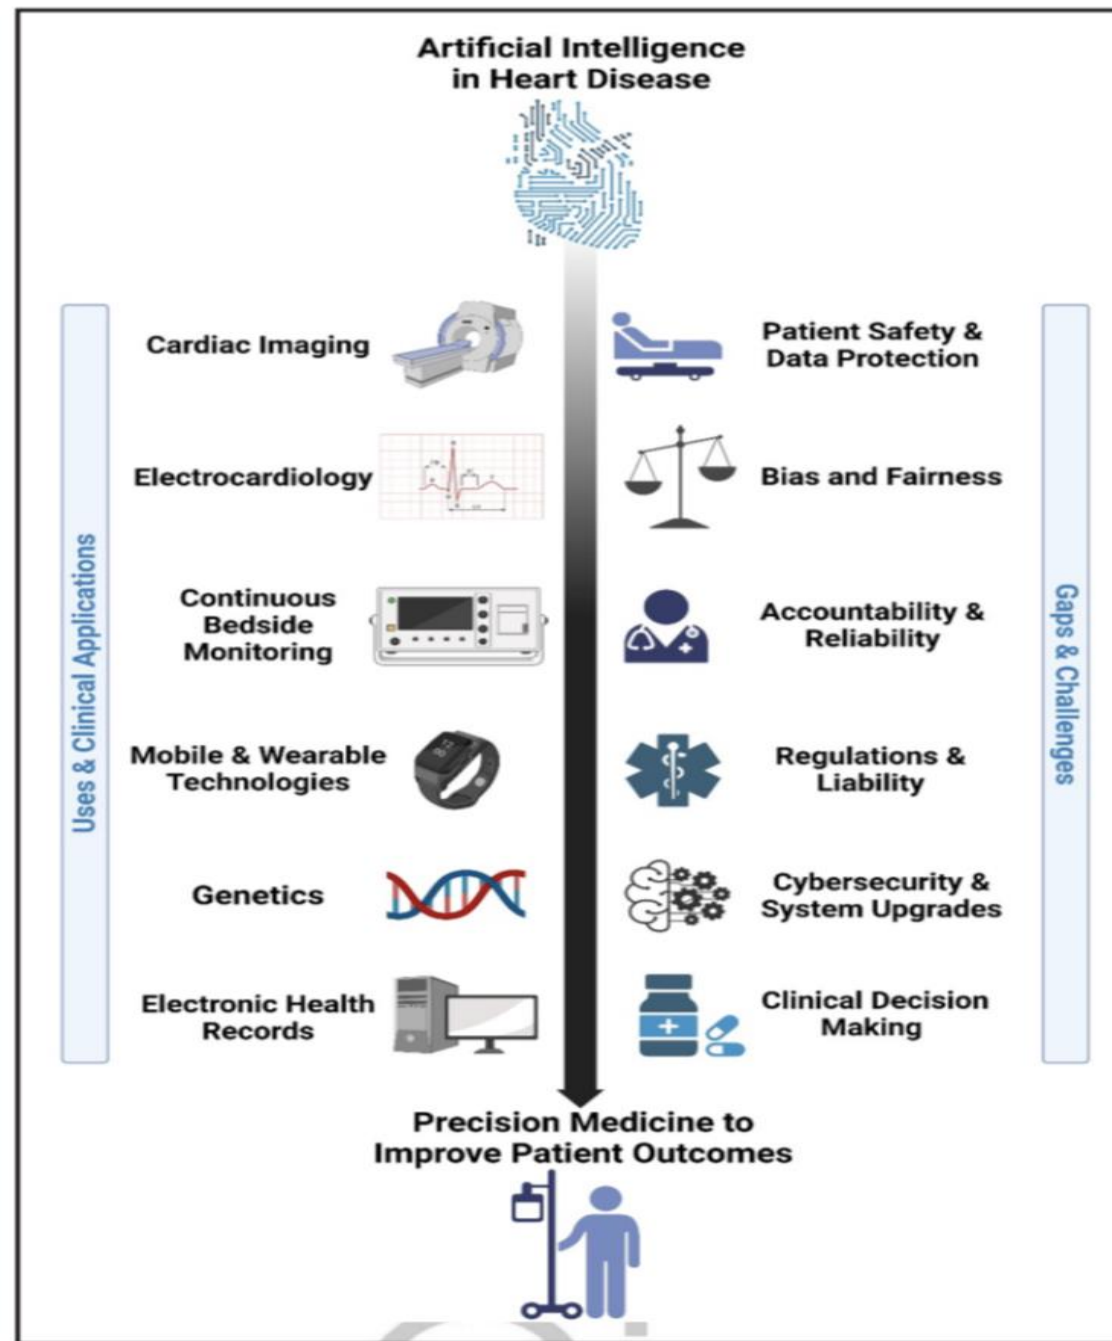 Artificial Intelligence
in Heart Disease
Uses & Clinical Applications
Cardiac Imaging
Electrocardiology
Continuous
Bedside
Monitoring
Mobile & Wearable
Technologies
Genetics
Electronic Health
Records
Patient Safety &
Data Protection
Bias and Fairness
Accountability &
Reliability
Regulations &
Liability
Cybersecurity &
System Upgrades
Clinical Decision
Making
Gaps & Challenges
Precision Medicine to
Improve Patient Outcomes